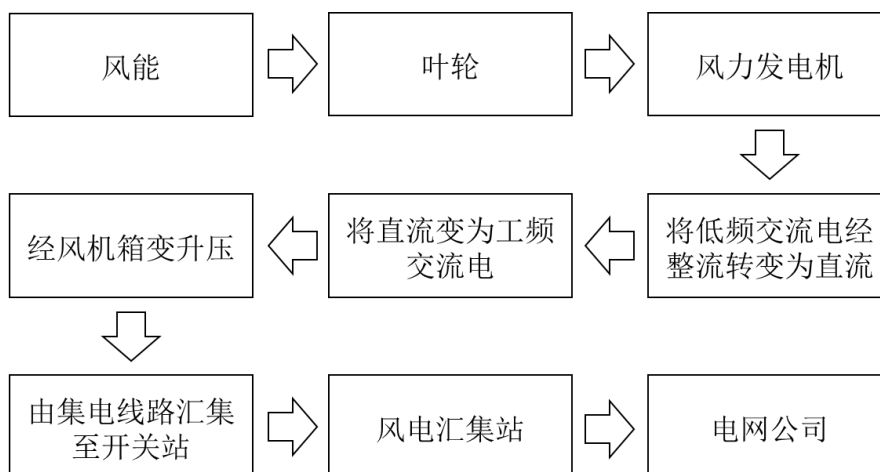 风能
叶轮
风力发电机
将低频交流电经
整流转变为直流
将直流变为工频
交流电
经风机箱变升压
由集电线路汇集
至开关站
风电汇集站
电网公司